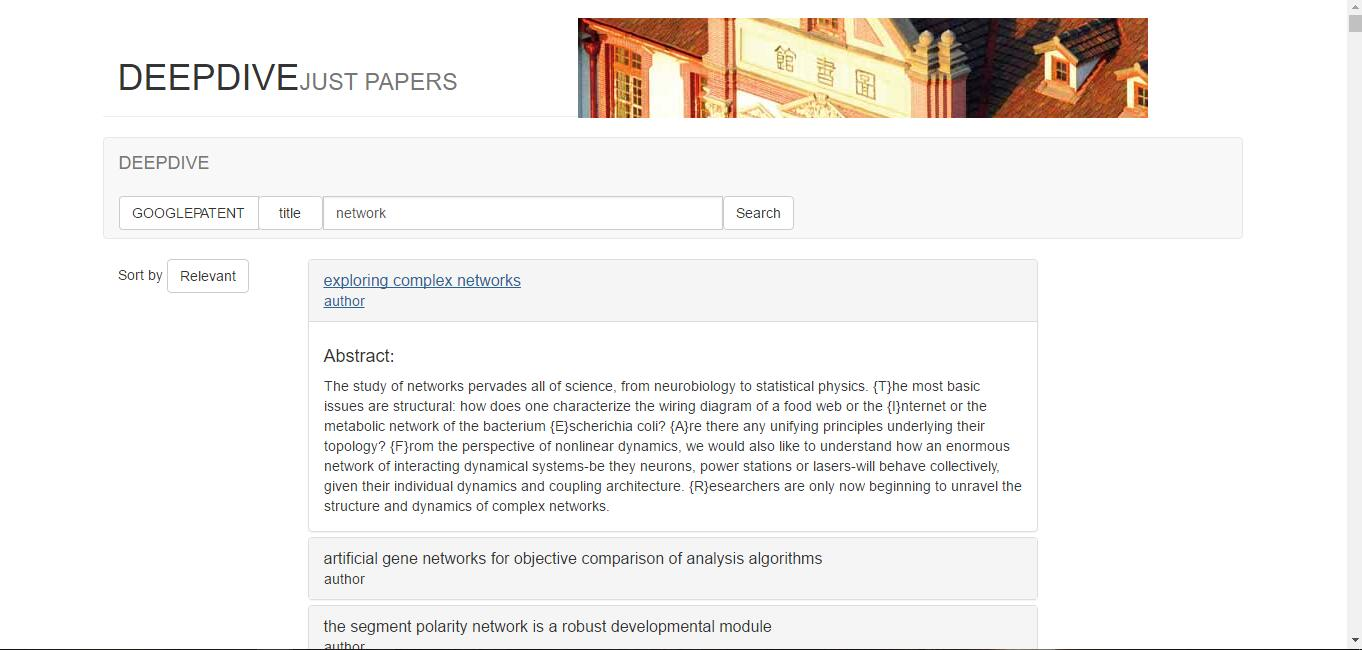 DEEPDIVE JUST PAPERS
館書圖
DEEPDIVE
GOOGLEPATENT title network Search
Sort by Relevant
exploring complex networks
author
Abstract:
The study of networks pervades all of science, from neurobiology to statistical physics. {T}he most basic
issues are structural: how does one characterize the wiring diagram of a food web or the {I}nternet or the
metabolic network of the bacterium {E}scherichia coli? {A}re there any unifying principles underlying their
topology? {F}rom the perspective of nonlinear dynamics, we would also like to understand how an enormous
network of interacting dynamical systems-be they neurons, power stations or lasers-will behave collectively,
given their individual dynamics and coupling architecture. {R}esearchers are only now beginning to unravel the
structure and dynamics of complex networks.
artificial gene networks for objective comparison of analysis algorithms
author
the segment polarity network is a robust developmental module
author